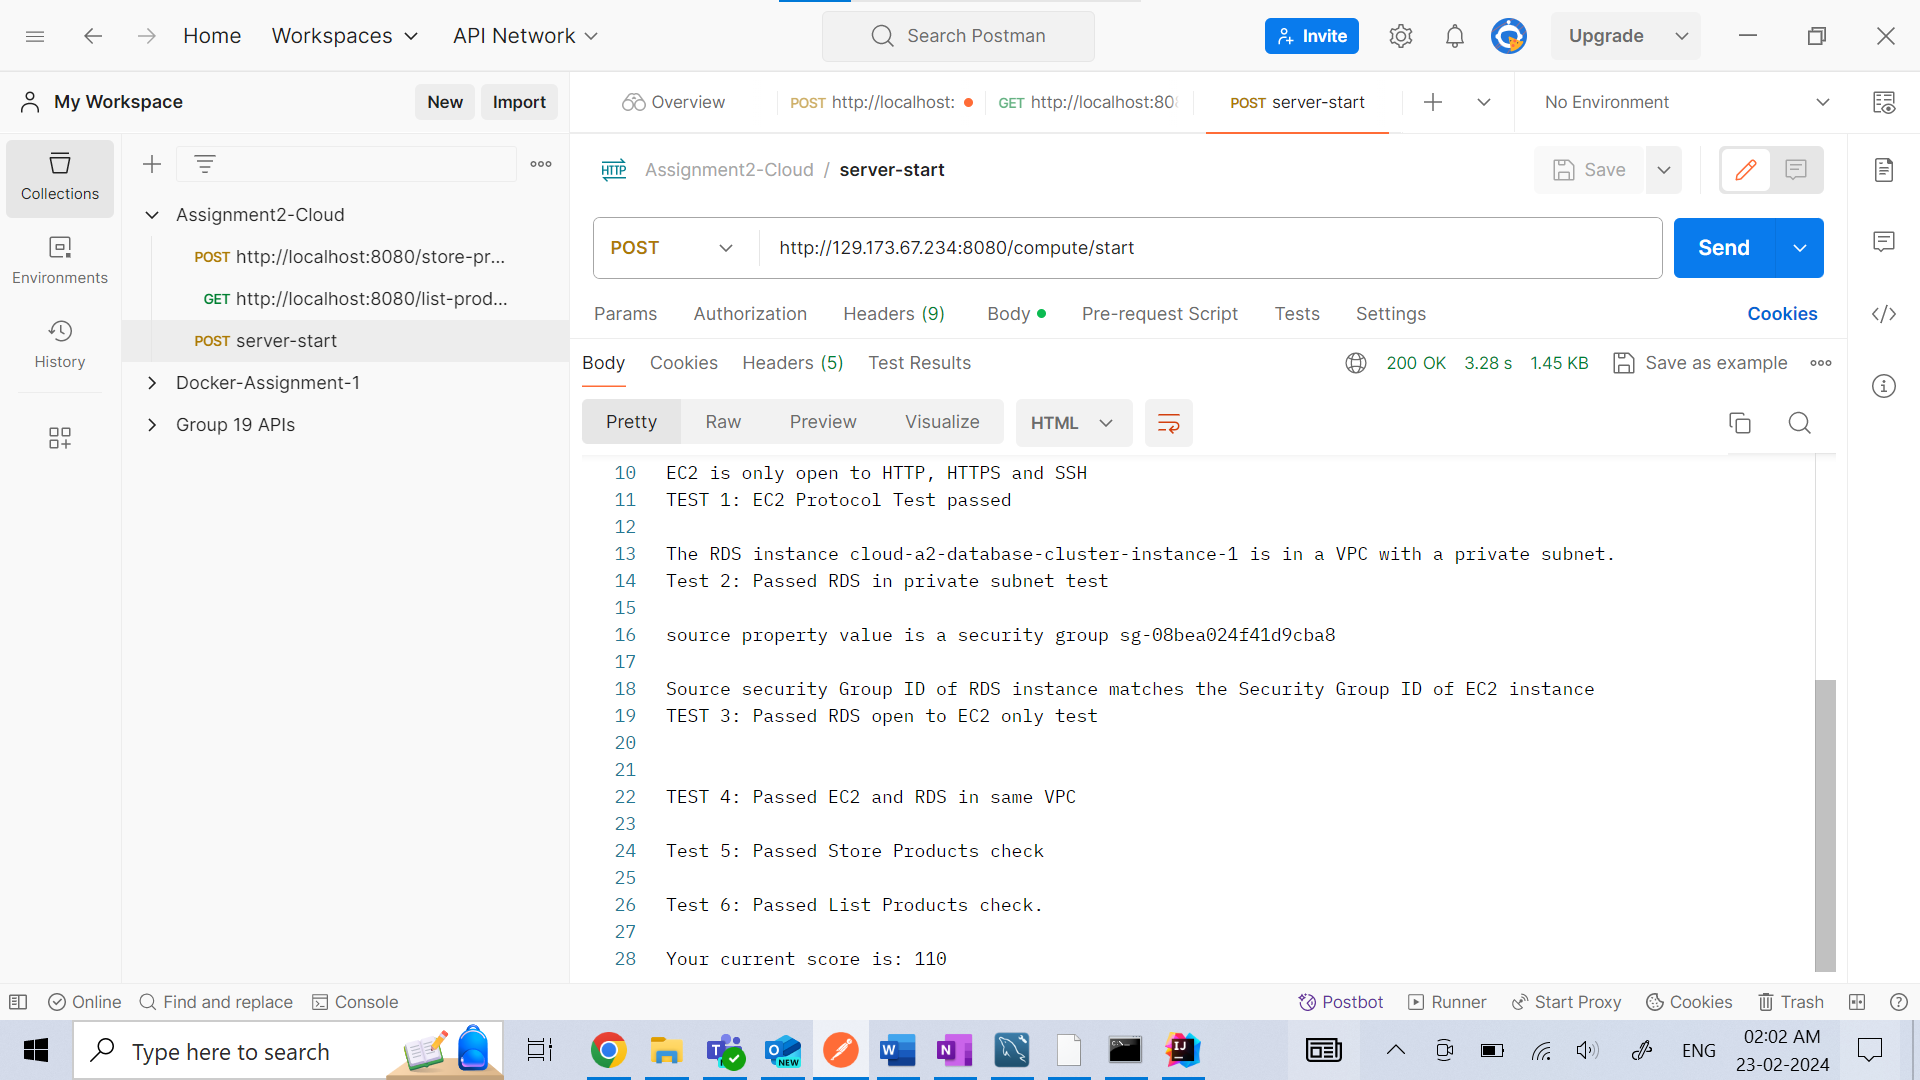 Home Workspaces API Network Search Postman Invite Upgrade
My Workspace New Import Overview POST http://localhost: GET http://localhost:80 POST server-start No Environment
Collections
Environments
History
Assignment2-Cloud
POST http://localhost:8080/store-pr...
GET http://localhost:8080/list-prod...
POST server-start
Docker-Assignment-1
Group 19 APIs
HTTP Assignment2-Cloud / server-start Save
POST http://129.173.67.234:8080/compute/start Send
Params Authorization Headers (9) Body Pre-request Script Tests Settings Cookies
Body Cookies Headers (5) Test Results 200 OK 3.28 s 1.45 KB Save as example
Pretty Raw Preview Visualize HTML
10 EC2 is only open to HTTP, HTTPS and SSH
11 TEST 1: EC2 Protocol Test passed
12
13 The RDS instance cloud-a2-database-cluster-instance-1 is in a VPC with a private subnet.
14 Test 2: Passed RDS in private subnet test
15
16 source property value is a security group sg-08bea024f41d9cba8
17
18 Source security Group ID of RDS instance matches the Security Group ID of EC2 instance
19 TEST 3: Passed RDS open to EC2 only test
20
21
22 TEST 4: Passed EC2 and RDS in same VPC
23
24 Test 5: Passed Store Products check
25
26 Test 6: Passed List Products check.
27
28 Your current score is: 110
Online Find and replace Console Postbot Runner Start Proxy Cookies Trash
Type here to search NEW W N IJ ENG 02:02 AM
23-02-2024